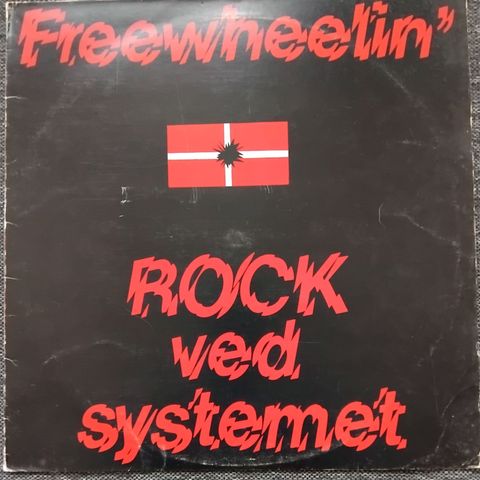 Freewheelin'
ROCK
ved
systemet